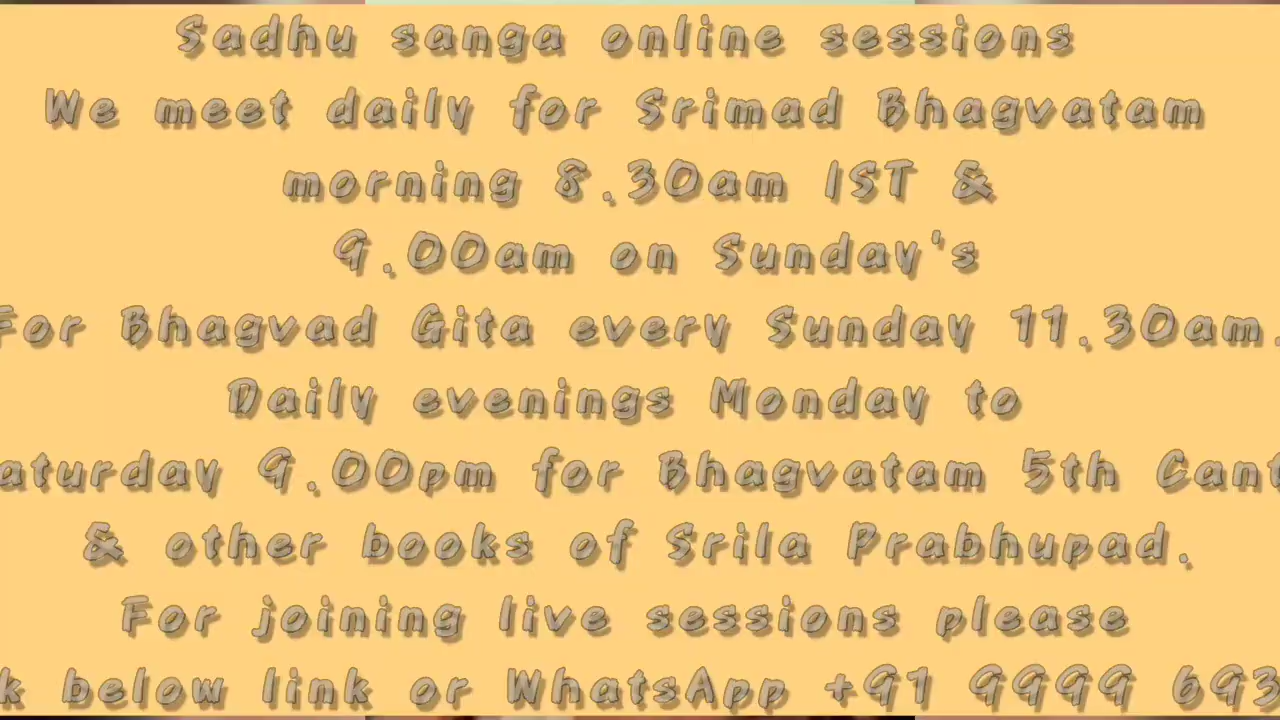 Sadhu sanga online sessions
We meet daily for Srimad Bhagvatam
morning 8.30am IST &
9.00am on Sunday's
For Bhagvad Gita every Sunday 11.30am.
Daily evenings Monday to
aturday 9.00pm for Bhagvatam 5th Cant
& other books of Srila Prabhupad.
For joining live sessions please
k below link or WhatsApp +91 9999 693